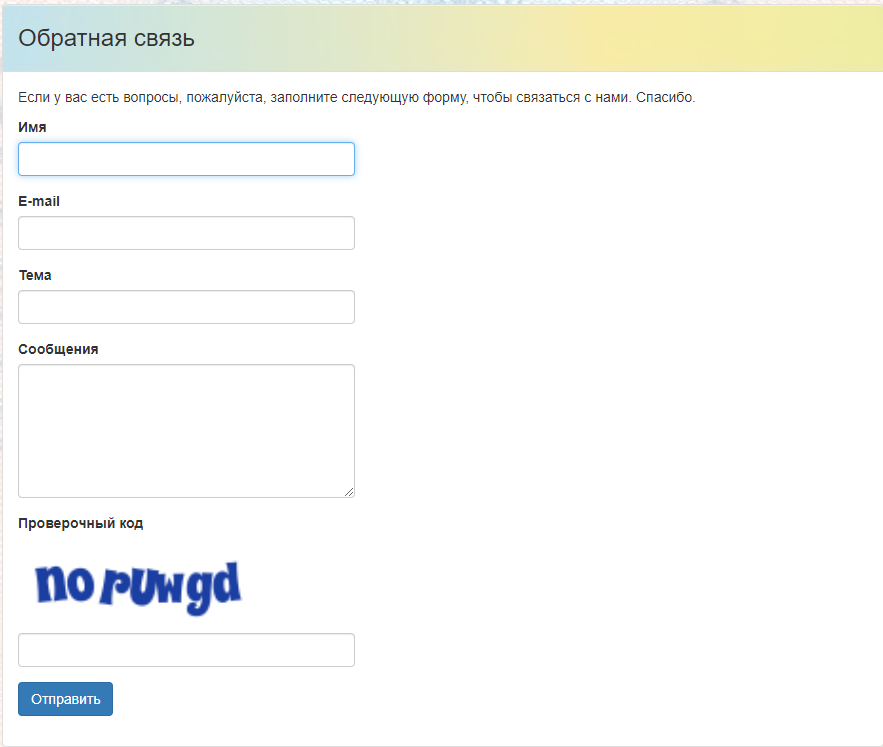 Обратная связь
Если у вас есть вопросы, пожалуйста, заполните следующую форму, чтобы связаться с нами. Спасибо.
Имя
E-mail
Тема
Сообщения
Проверочный код
nopuwgd
Отправить